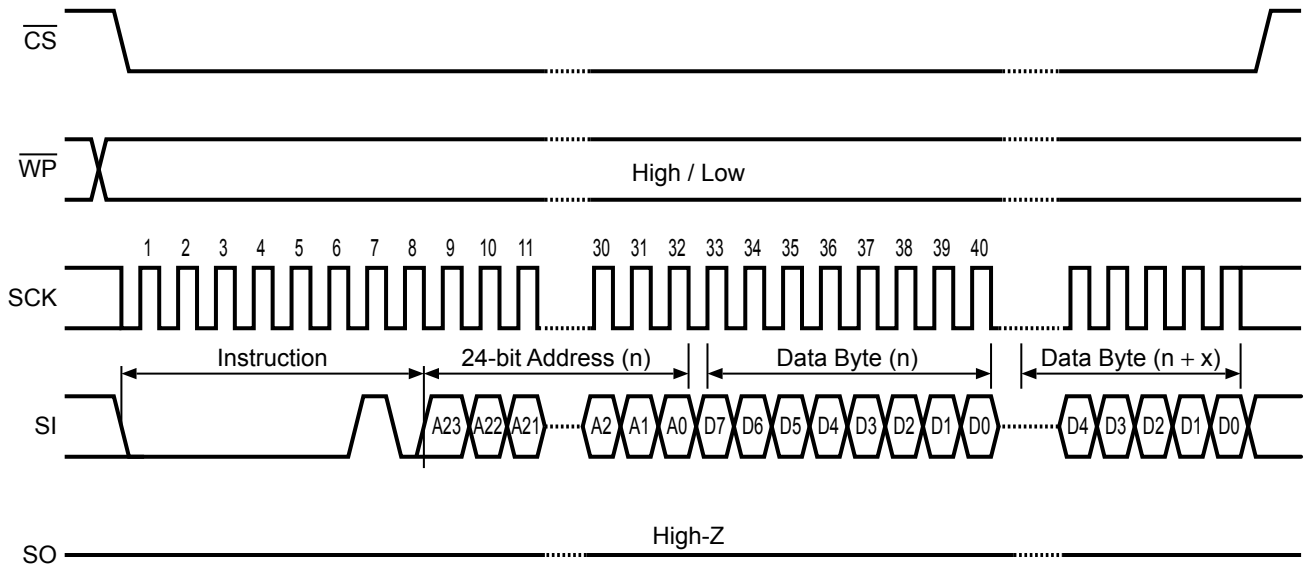 CS
WP
High / Low
1 2 3 4 5 6 7 8 9 10 11 30 31 32 33 34 35 36 37 38 39 40
SCK
Instruction 24-bit Address (n) Data Byte (n) Data Byte (n + x)
SI A23 A22 A21 A2 A1 A0 D7 D6 D5 D4 D3 D2 D1 D0 D4 D3 D2 D1 D0
High-Z
SO